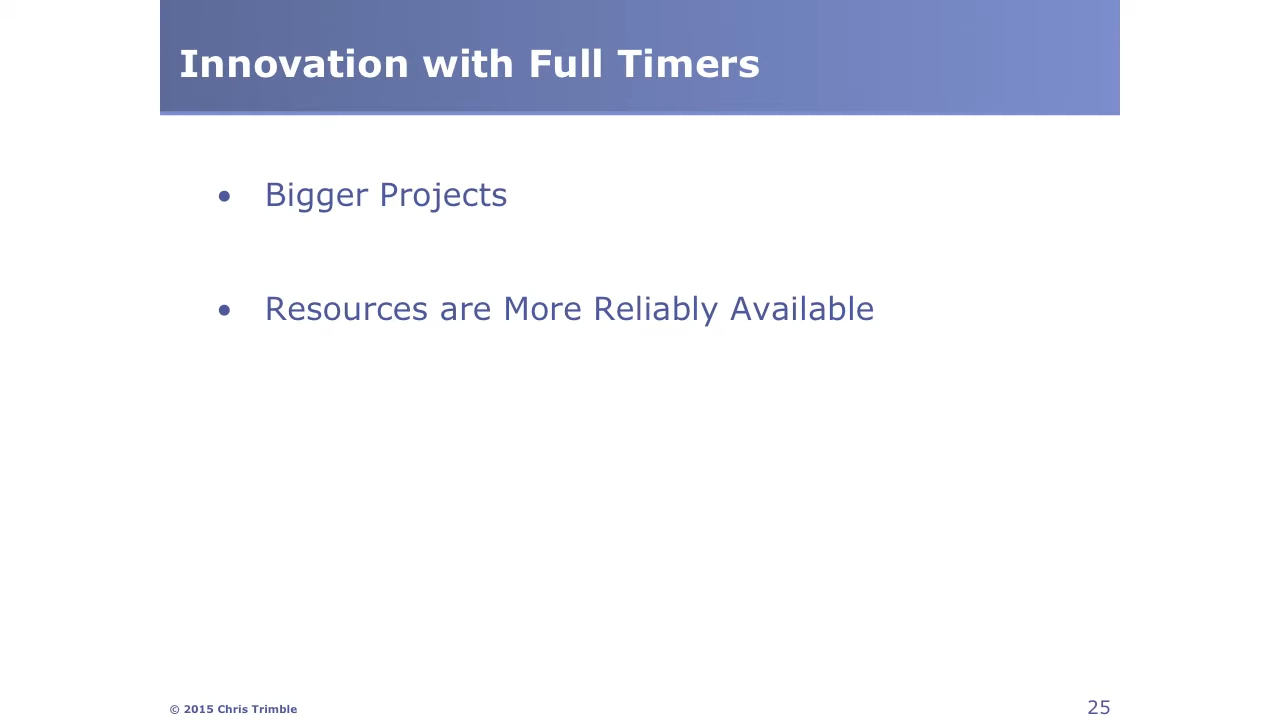 Innovation with Full Timers
• Bigger Projects
• Resources are More Reliably Available
© 2015 Chris Trimble
25